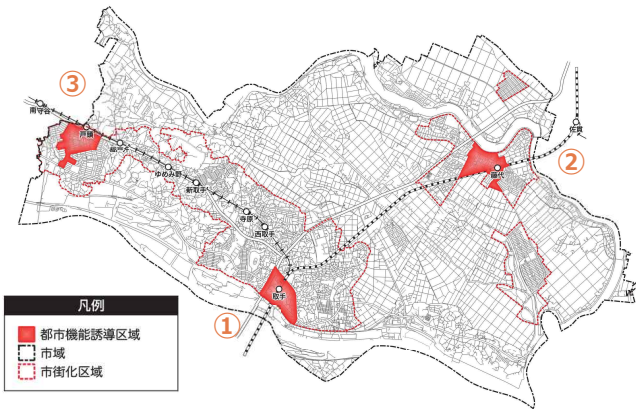 ③
南守谷
戸頭
稲戸井
ゆめみ野
新取手
寺原
西取手
取手
①
佐貫
②
藤代
凡例
都市機能誘導区域
市域
市街化区域